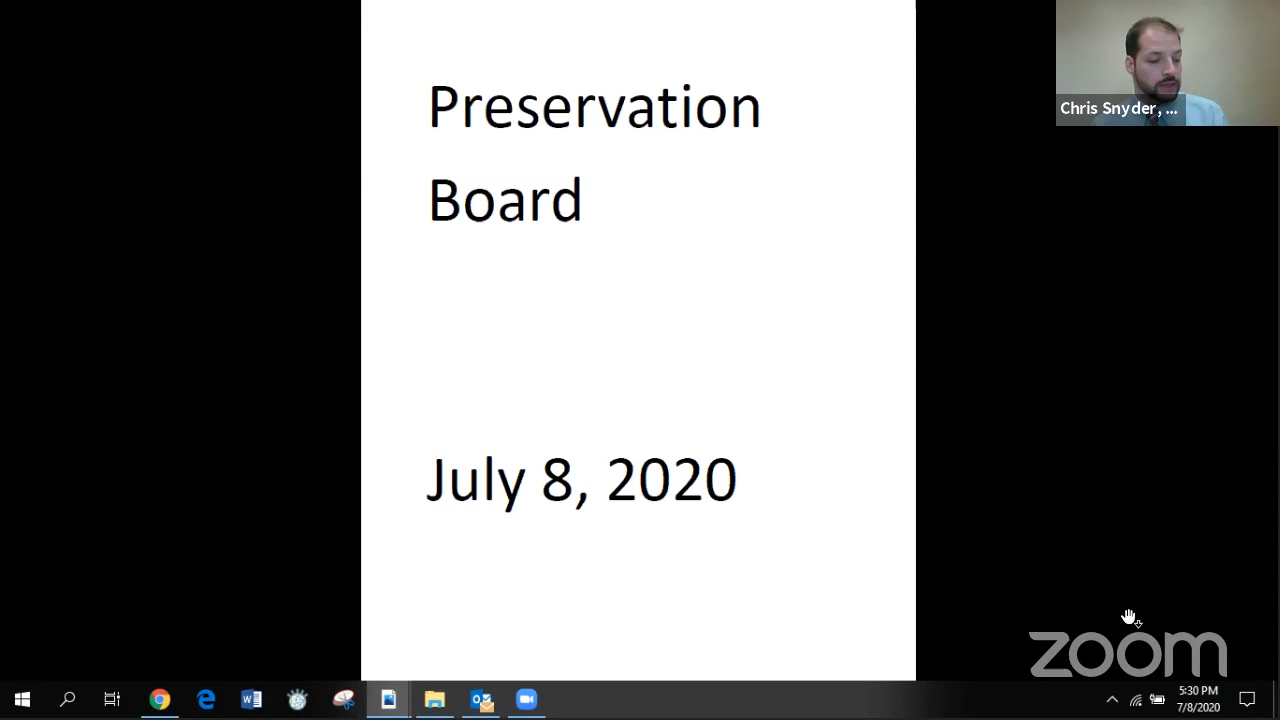 Preservation
Board
July 8, 2020
Chris Snyder, ...
zoom
5:30 PM
7/8/2020